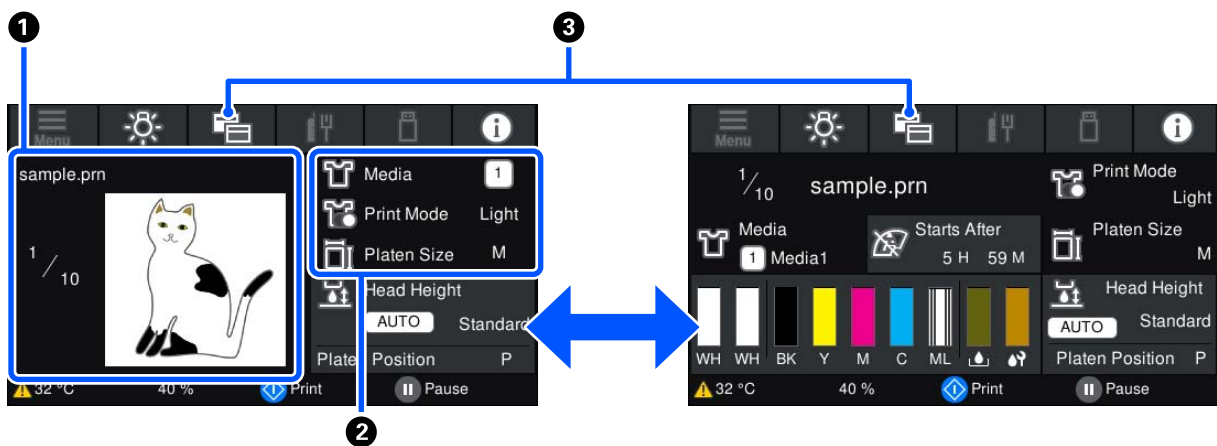 1
3
Menu
i
sample.prn
1/10
Media 1
Print Mode Light
Platen Size M
Head Height
AUTO Standard
Platen Position P
32 °C 40 % Print Pause
2
Menu
i
1/10 sample.prn
Print Mode
Light
Media
1 Media1
Starts After
5 H 59 M
Platen Size
M
WH WH BK Y M C ML
Head Height
AUTO Standard
Platen Position P
32 °C 40 % Print Pause